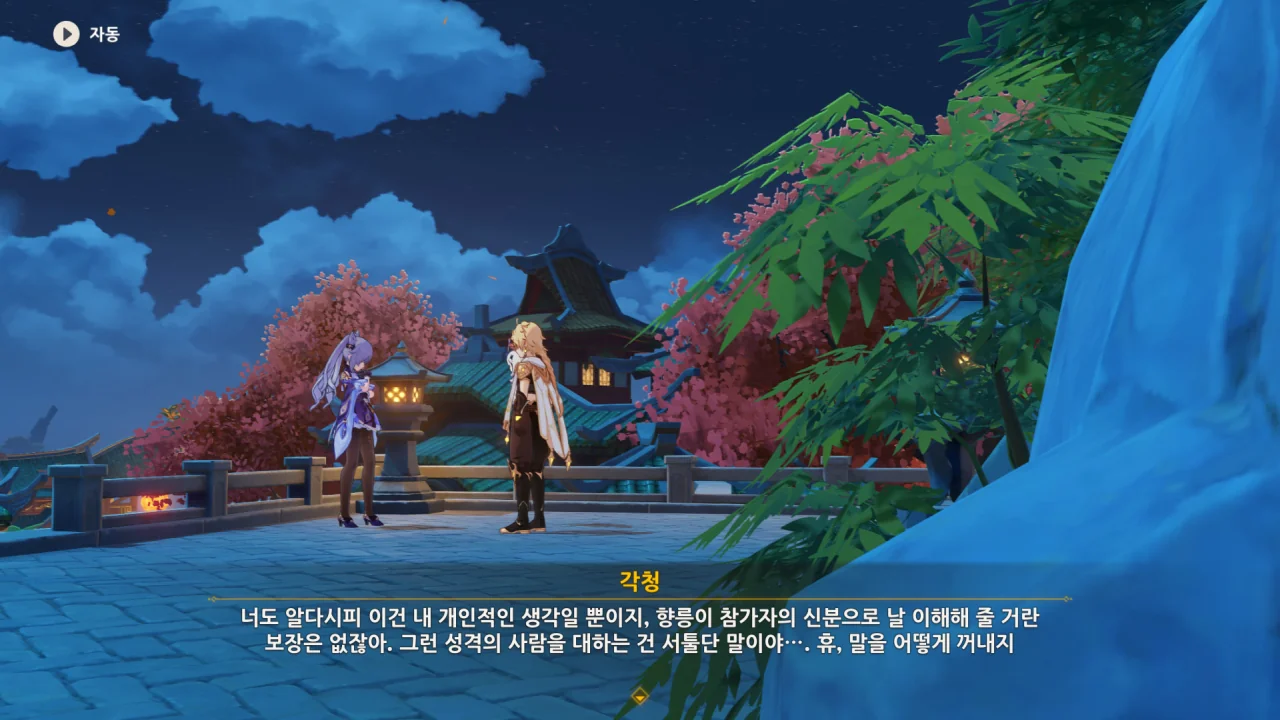 자동
각청
너도 알다시피 이건 내 개인적인 생각일 뿐이지, 향릉이 참가자의 신분으로 날 이해해 줄 거란
보장은 없잖아. 그런 성격의 사람을 대하는 건 서툴단 말이야···. 휴, 말을 어떻게 꺼내지